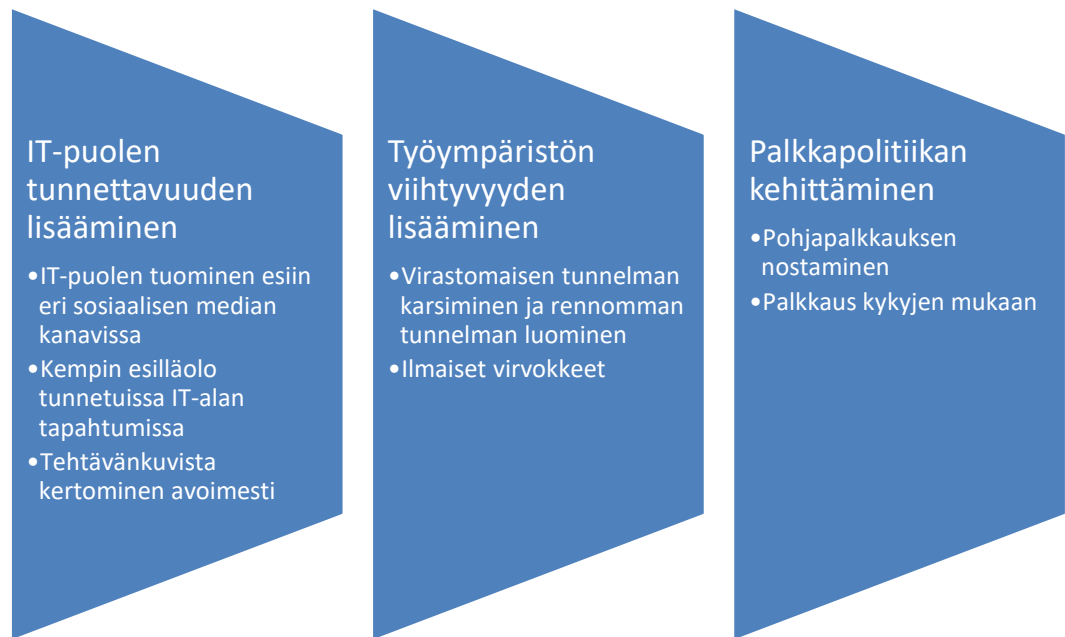 IT-puolen
tunnettavuuden
lisääminen
•IT-puolen tuominen esiin
eri sosiaalisen median
kanavissa
•Kempin esilläolo
tunnetuissa IT-alan
tapahtumissa
•Tehtävänkuvista
kertominen avoimesti
Työympäristön
viihtyvyyden
lisääminen
•Virastomaisen tunnelman
karsiminen ja rennomman
tunnelman luominen
•Ilmaiset virvokkeet
Palkkapolitiikan
kehittäminen
•Pohjapalkkauksen
nostaminen
•Palkkaus kykyjen mukaan